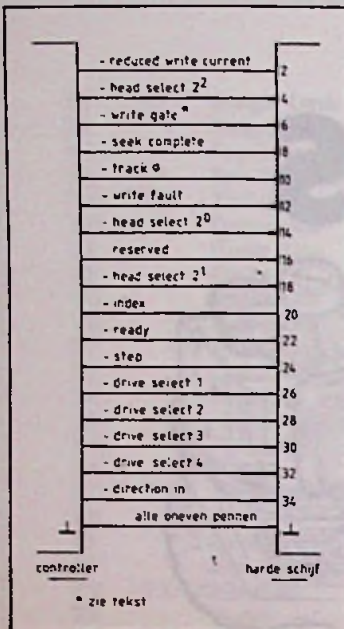 - reduced write current
2
- head select 2²
4
- write gate *
6
- seek complete
8
- track 0
10
- write fault
12
- head select 2⁰
14
reserved
16
- head select 2¹
18
- index
20
- ready
22
- step
24
- drive select 1
26
- drive select 2
28
- drive select 3
30
- drive select 4
32
- direction in
34
alle oneven pennen
controller
harde schijf
* zie tekst